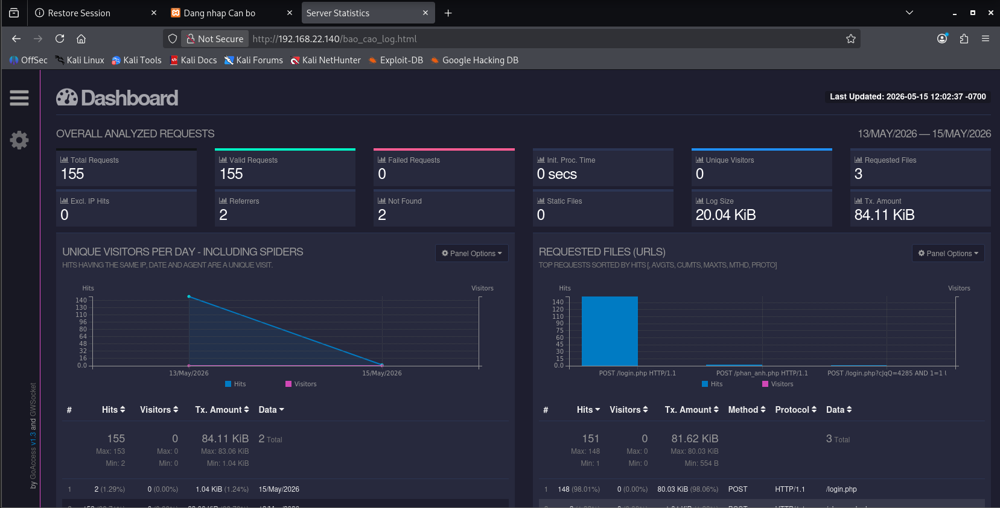 Restore Session
Dang nhap Can bo
Server Statistics
Not Secure
http://192.168.22.140/bao_cao_log.html
OffSec
Kali Linux
Kali Tools
Kali Docs
Kali Forums
Kali NetHunter
Exploit-DB
Google Hacking DB
Dashboard
Last Updated: 2026-05-15 12:02:37 -0700
OVERALL ANALYZED REQUESTS
13/MAY/2026 — 15/MAY/2026
Total Requests
155
Valid Requests
155
Failed Requests
0
Init. Proc. Time
0 secs
Unique Visitors
0
Requested Files
3
Excl. IP Hits
0
Referrers
2
Not Found
2
Static Files
0
Log Size
20.04 KiB
Tx. Amount
84.11 KiB
UNIQUE VISITORS PER DAY - INCLUDING SPIDERS
Panel Options
HITS HAVING THE SAME IP, DATE AND AGENT ARE A UNIQUE VISIT.
Hits
Visitors
140
130
110
96
80
64
48
32
16
0.0
13/May/2026
15/May/2026
Hits
Visitors
# Hits Visitors Tx. Amount Data
155 0 84.11 KiB 2 Total
Max: 153 Max: 0 Max: 83.06 KiB
Min: 2 Min: 0 Min: 1.04 KiB
1 2 (1.29%) 0 (0.00%) 1.04 KiB (1.24%) 15/May/2026
REQUESTED FILES (URLS)
Panel Options
TOP REQUESTS SORTED BY HITS [, AVGTS, CUMTS, MAXTS, MTHD, PROTO]
Hits
Visitors
140
120
110
90
75
60
45
30
15
0.0
POST /login.php HTTP/1.1
POST /phan_anh.php HTTP/1.1
POST /login.php?cJqQ=4285 AND 1=1 U
Hits
Visitors
# Hits Visitors Tx. Amount Method Protocol Data
151 0 81.62 KiB 3 Total
Max: 148 Max: 0 Max: 80.03 KiB
Min: 1 Min: 0 Min: 554 B
1 148 (98.01%) 0 (0.00%) 80.03 KiB (98.06%) POST HTTP/1.1 /login.php
by GoAccess v1.3 and GWSocket